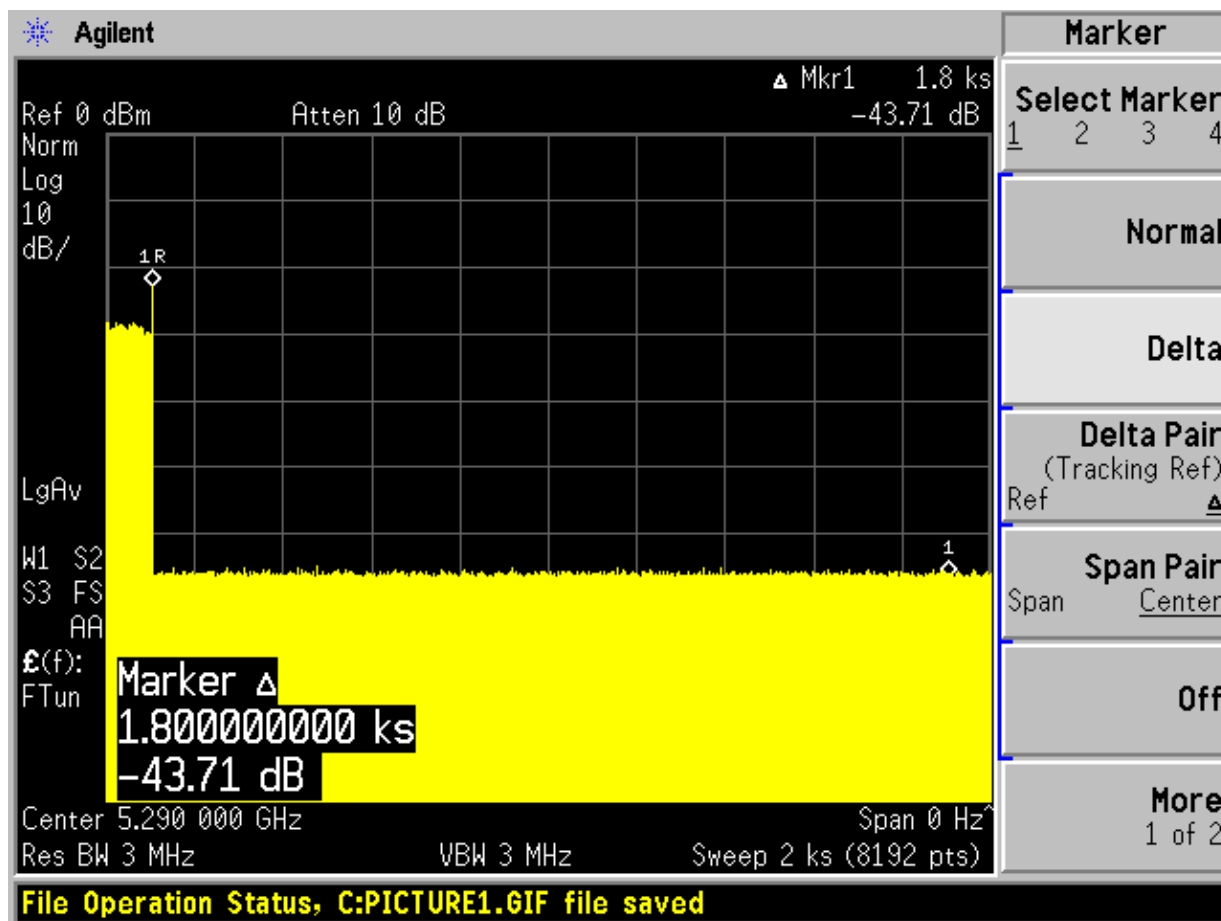 Agilent
Marker
Δ Mkr1 1.8 ks
Ref 0 dBm Atten 10 dB -43.71 dB
Norm
Log
10
dB/
1R
LgAv
1
W1 S2
S3 FS
AA
£(f):
FTun
Marker Δ
1.800000000 ks
-43.71 dB
Center 5.290 000 GHz Span 0 Hz^
Res BW 3 MHz VBW 3 MHz Sweep 2 ks (8192 pts)
Select Marker
1 2 3 4
Normal
Delta
Delta Pair
(Tracking Ref)
Ref Δ
Span Pair
Span Center
Off
More
1 of 2
File Operation Status, C:PICTURE1.GIF file saved